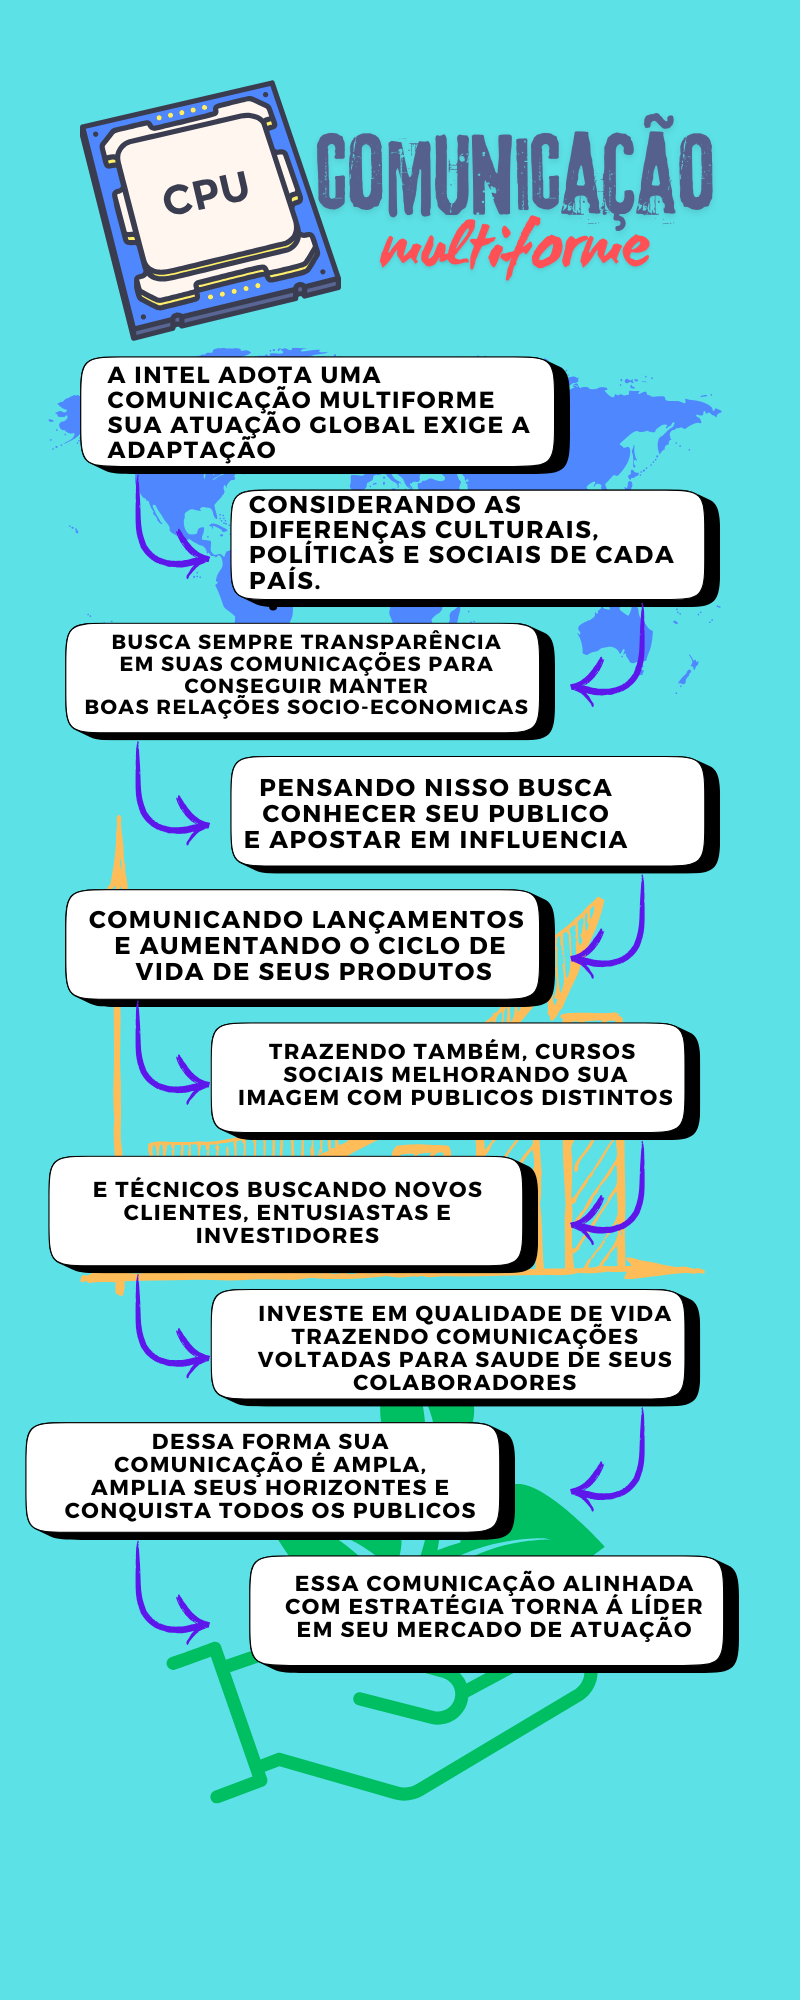 CPU
COMUNICAÇÃO
multiforme
A INTEL ADOTA UMA
COMUNICAÇÃO MULTIFORME
SUA ATUAÇÃO GLOBAL EXIGE A
ADAPTAÇÃO
CONSIDERANDO AS
DIFERENÇAS CULTURAIS,
POLÍTICAS E SOCIAIS DE CADA
PAÍS.
BUSCA SEMPRE TRANSPARÊNCIA
EM SUAS COMUNICAÇÕES PARA
CONSEGUIR MANTER
BOAS RELAÇÕES SOCIO-ECONOMICAS
PENSANDO NISSO BUSCA
CONHECER SEU PUBLICO
E APOSTAR EM INFLUENCIA
COMUNICANDO LANÇAMENTOS
E AUMENTANDO O CICLO DE
VIDA DE SEUS PRODUTOS
TRAZENDO TAMBÉM, CURSOS
SOCIAIS MELHORANDO SUA
IMAGEM COM PUBLICOS DISTINTOS
E TÉCNICOS BUSCANDO NOVOS
CLIENTES, ENTUSIASTAS E
INVESTIDORES
INVESTE EM QUALIDADE DE VIDA
TRAZENDO COMUNICAÇÕES
VOLTADAS PARA SAUDE DE SEUS
COLABORADORES
DESSA FORMA SUA
COMUNICAÇÃO É AMPLA,
AMPLIA SEUS HORIZONTES E
CONQUISTA TODOS OS PUBLICOS
ESSA COMUNICAÇÃO ALINHADA
COM ESTRATÉGIA TORNA Á LÍDER
EM SEU MERCADO DE ATUAÇÃO